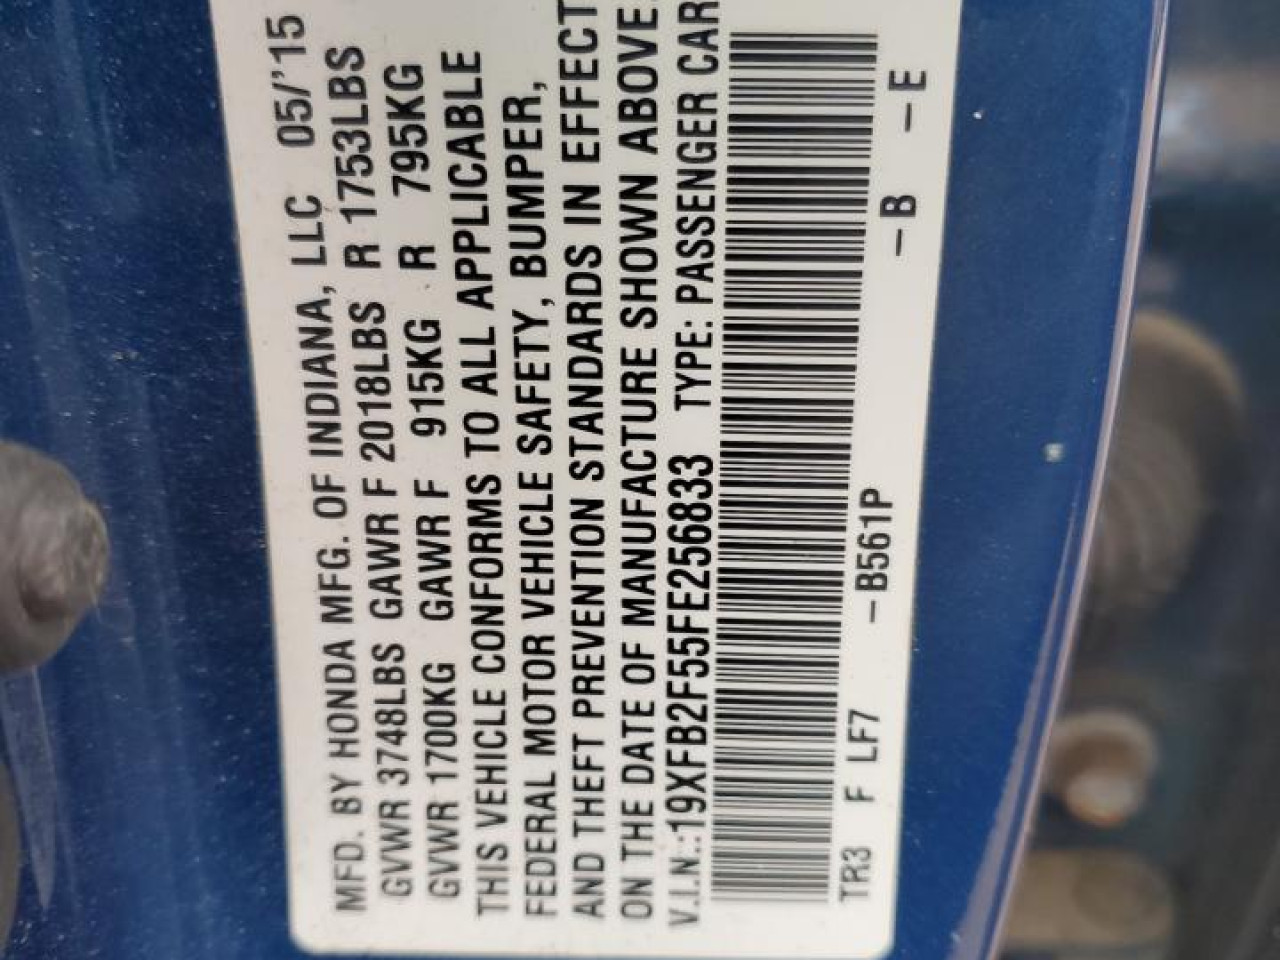 MFD. BY HONDA MFG. OF INDIANA, LLC 05/'15
GVWR 3748LBS GAWR F 2018LBS R 1753LBS
GVWR 1700KG GAWR F 915KG R 795KG
THIS VEHICLE CONFORMS TO ALL APPLICABLE
FEDERAL MOTOR VEHICLE SAFETY, BUMPER,
AND THEFT PREVENTION STANDARDS IN EFFECT
ON THE DATE OF MANUFACTURE SHOWN ABOVE.
V.I.N.:19XFB2F55FE256833 TYPE: PASSENGER CAR
TR3 F LF7 -B561P -B -E